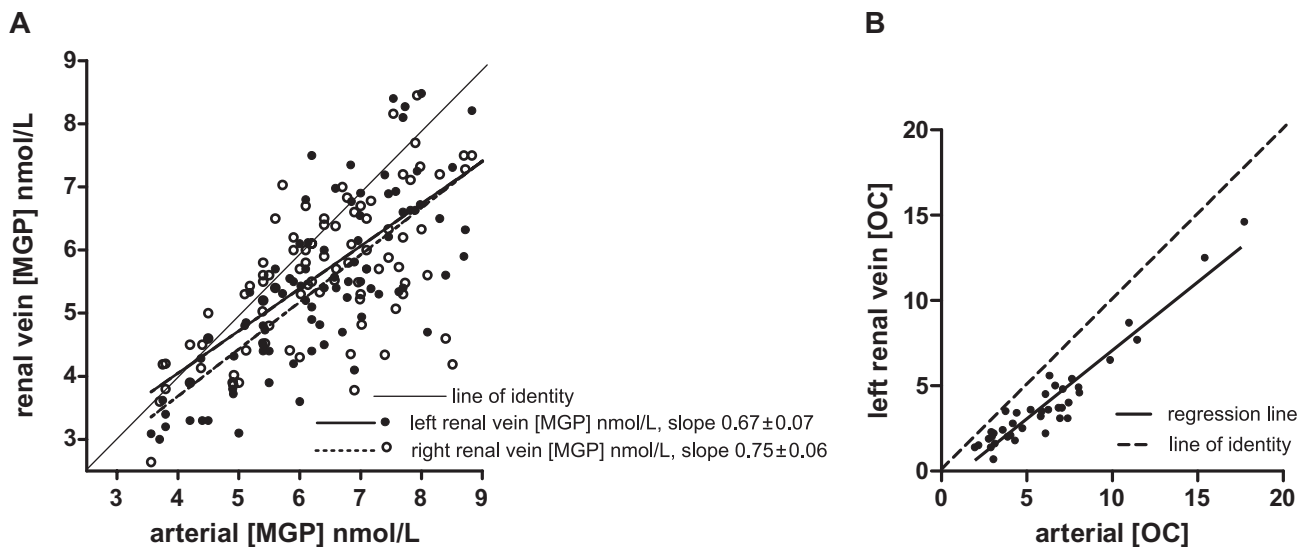 A
renal vein [MGP] nmol/L
9
8
7
6
5
4
3
line of identity
left renal vein [MGP] nmol/L, slope 0.67±0.07
right renal vein [MGP] nmol/L, slope 0.75±0.06
3 4 5 6 7 8 9
arterial [MGP] nmol/L
B
left renal vein [OC]
20
15
10
5
0
regression line
line of identity
0 5 10 15 20
arterial [OC]